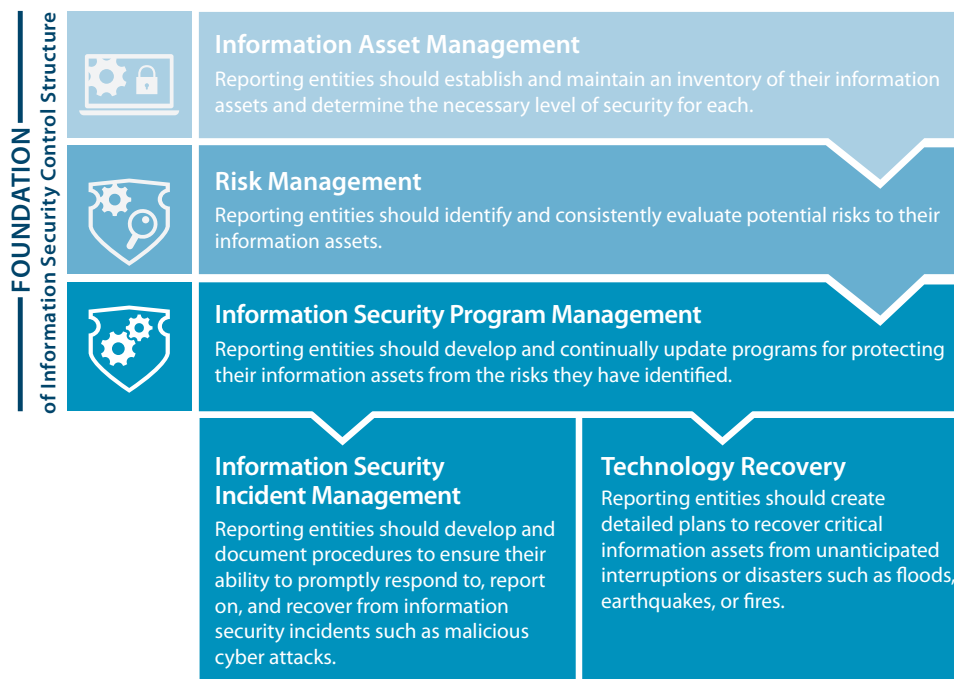 FOUNDATION
of Information Security Control Structure
Information Asset Management
Reporting entities should establish and maintain an inventory of their information
assets and determine the necessary level of security for each.
Risk Management
Reporting entities should identify and consistently evaluate potential risks to their
information assets.
Information Security Program Management
Reporting entities should develop and continually update programs for protecting
their information assets from the risks they have identified.
Information Security
Incident Management
Reporting entities should develop and
document procedures to ensure their
ability to promptly respond to, report
on, and recover from information
security incidents such as malicious
cyber attacks.
Technology Recovery
Reporting entities should create
detailed plans to recover critical
information assets from unanticipated
interruptions or disasters such as floods,
earthquakes, or fires.